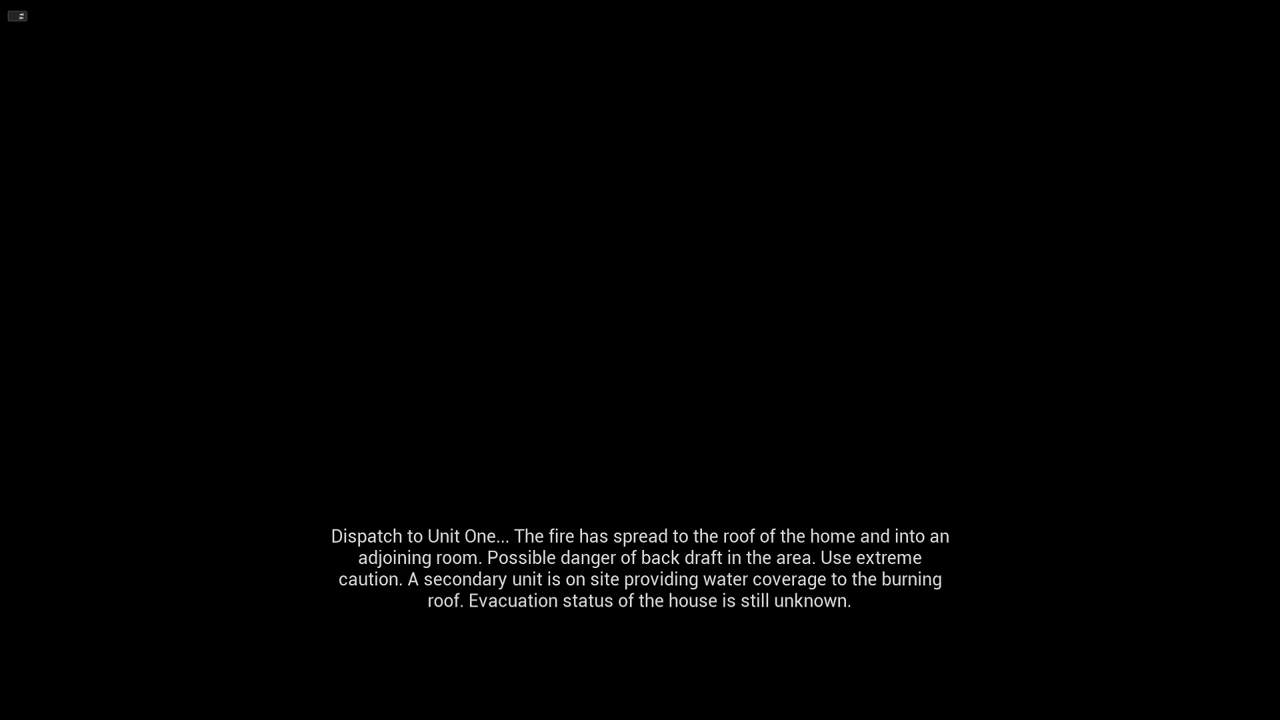 Dispatch to Unit One... The fire has spread to the roof of the home and into an
adjoining room. Possible danger of back draft in the area. Use extreme
caution. A secondary unit is on site providing water coverage to the burning
roof. Evacuation status of the house is still unknown.